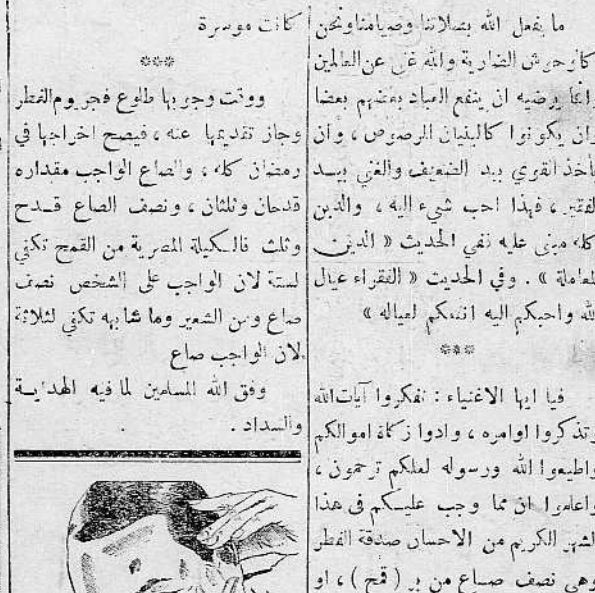 ما يفعل الله بصلاتنا وصيامنا ونحن
كالوحوش الضارية والله غني عن العالمين
وانما يرضيه ان ينفع العباد بعضهم بعضا
وان يكونوا كالبنيان المرصوص ، وان
يأخذ القوي بيد الضعيف والغني بيد
الفقير ، فهذا احب شيء اليه ، والدين
كله مبنى عليه نفي الحديث « الدين
المعاملة » . وفي الحديث « الفقراء عيال
الله واحبكم اليه انفعكم لعياله »
***
فيا ايها الاغنياء : تفكروا آيات الله
وتذكروا اوامره ، وادوا زكاة اموالكم
واطيعوا الله ورسوله لعلكم ترحمون ،
واعلموا ان مما وجب عليكم في هذا
الشهر الكريم من الاحسان صدقة الفطر
وهي نصف صاع من بر ( قمح ) ، او
كانت موسرة
***
ووقت وجوبها طلوع فجر يوم الفطر
وجاز تقديمها عنه ، فيصح اخراجها في
رمضان كله ، والصاع الواجب مقداره
قدحان وثلثان ، ونصف الصاع قدح
وثلث فالكيلة المصرية من القمح تكفي
لستة لان الواجب على الشخص نصف
صاع ومن الشعير وما شابهه تكفي لثلاثة
لان الواجب صاع
وفق الله المسلمين لما فيه الهداية
والسداد .